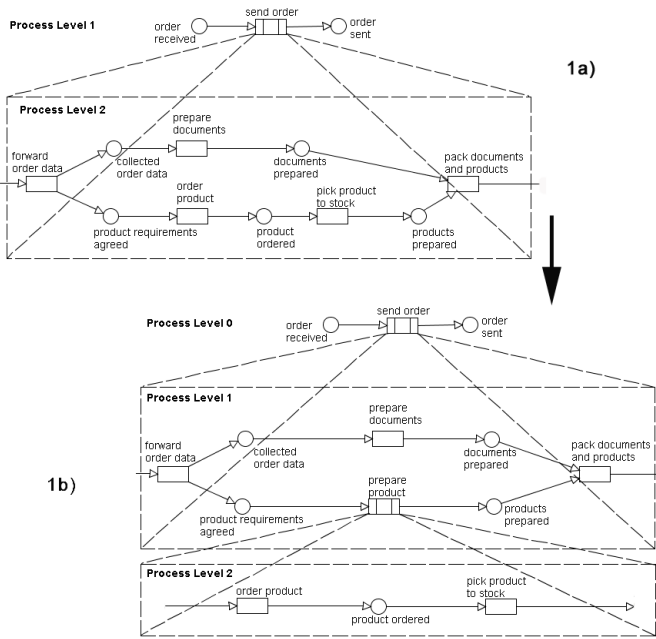 Process Level 1
send order
order
received
order
sent
1a)
Process Level 2
prepare
documents
forward
order data
collected
order data
documents
prepared
pack documents
and products
order
product
pick product
to stock
product requirements
agreed
product
ordered
products
prepared
Process Level 0
send order
order
received
order
sent
Process Level 1
prepare
documents
forward
order data
collected
order data
documents
prepared
pack documents
and products
1b)
prepare
product
product requirements
agreed
products
prepared
Process Level 2
order product
pick product
to stock
product ordered